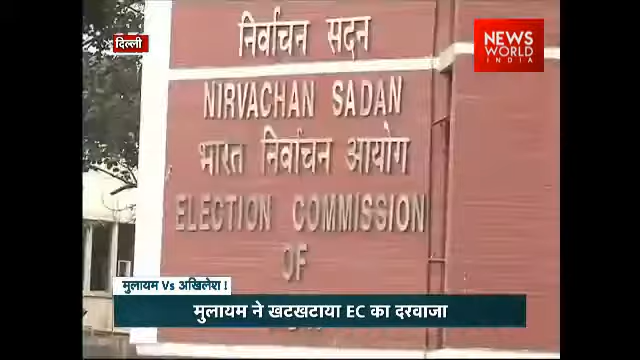 निर्वाचन सदन
दिल्ली
NEWS
WORLD
INDIA
NIRVACHAN SADAN
भारत निर्वाचन आयोग
ELECTION COMMISSION
OF
मुलायम Vs अखिलेश !
मुलायम ने खटखटाया EC का दरवाजा